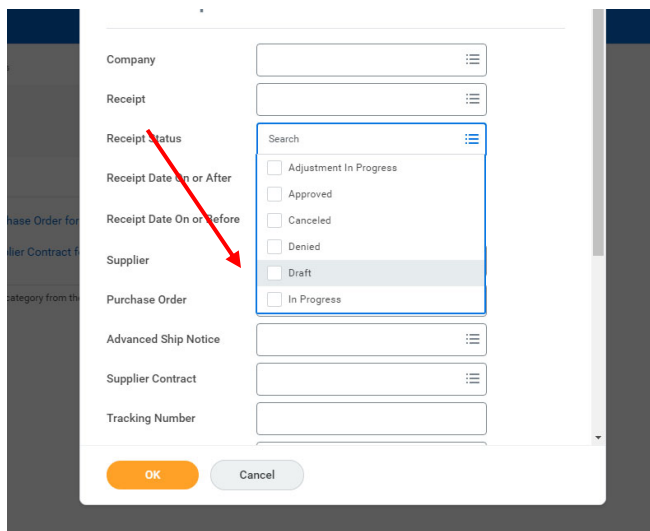 Company
Receipt
Receipt Status
Search
Adjustment In Progress
Approved
Canceled
Denied
Draft
In Progress
Receipt Date On or After
Receipt Date On or Before
Supplier
Purchase Order
Advanced Ship Notice
Supplier Contract
Tracking Number
OK Cancel
hase Order for
lier Contract f
category from th